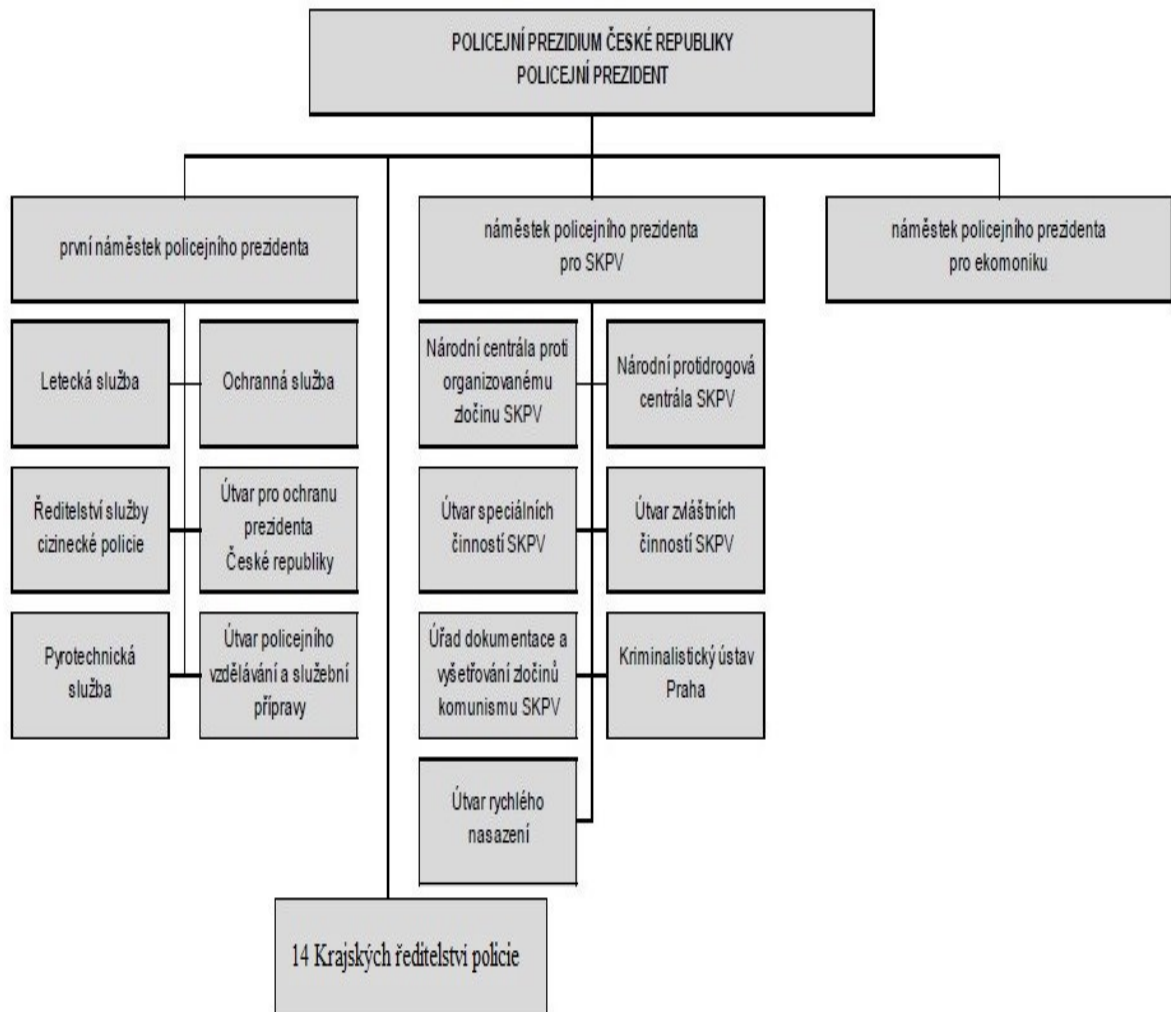 POLICEJNÍ PREZIDIUM ČESKÉ REPUBLIKY
POLICEJNÍ PREZIDENT
první náměstek policejního prezidenta
náměstek policejního prezidenta
pro SKPV
náměstek policejního prezidenta
pro ekomoniku
Letecká služba
Ochranná služba
Národní centrála proti
organizovanému
zločinu SKPV
Národní protidrogová
centrála SKPV
Ředitelství služby
cizinecké policie
Útvar pro ochranu
prezidenta
České republiky
Útvar speciálních
činností SKPV
Útvar zvláštních
činností SKPV
Pyrotechnická
služba
Útvar policejního
vzdělávání a služební
přípravy
Úřad dokumentace a
vyšetřování zločinů
komunismu SKPV
Kriminalistický ústav
Praha
Útvar rychlého
nasazení
14 Krajských ředitelstvi policie